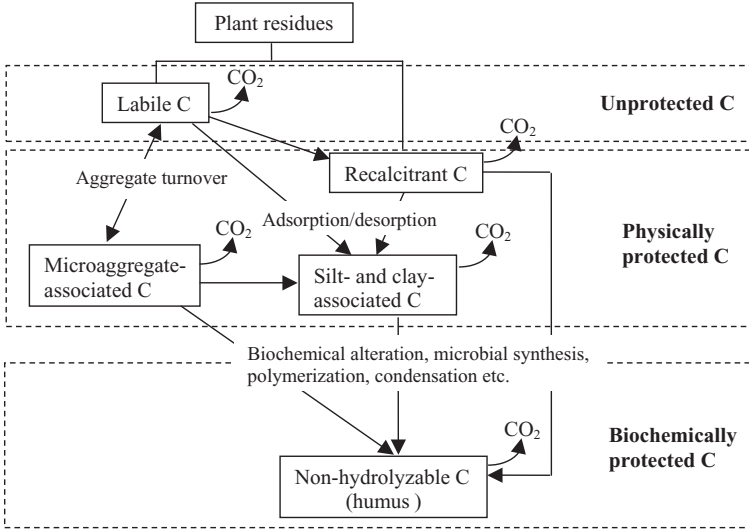 Plant residues
CO₂
Labile C
Unprotected C
CO₂
Recalcitrant C
Aggregate turnover
Adsorption/desorption
CO₂
CO₂
Physically
protected C
Microaggregate-
associated C
Silt- and clay-
associated C
Biochemical alteration, microbial synthesis,
polymerization, condensation etc.
CO₂
Biochemically
protected C
Non-hydrolyzable C
(humus )